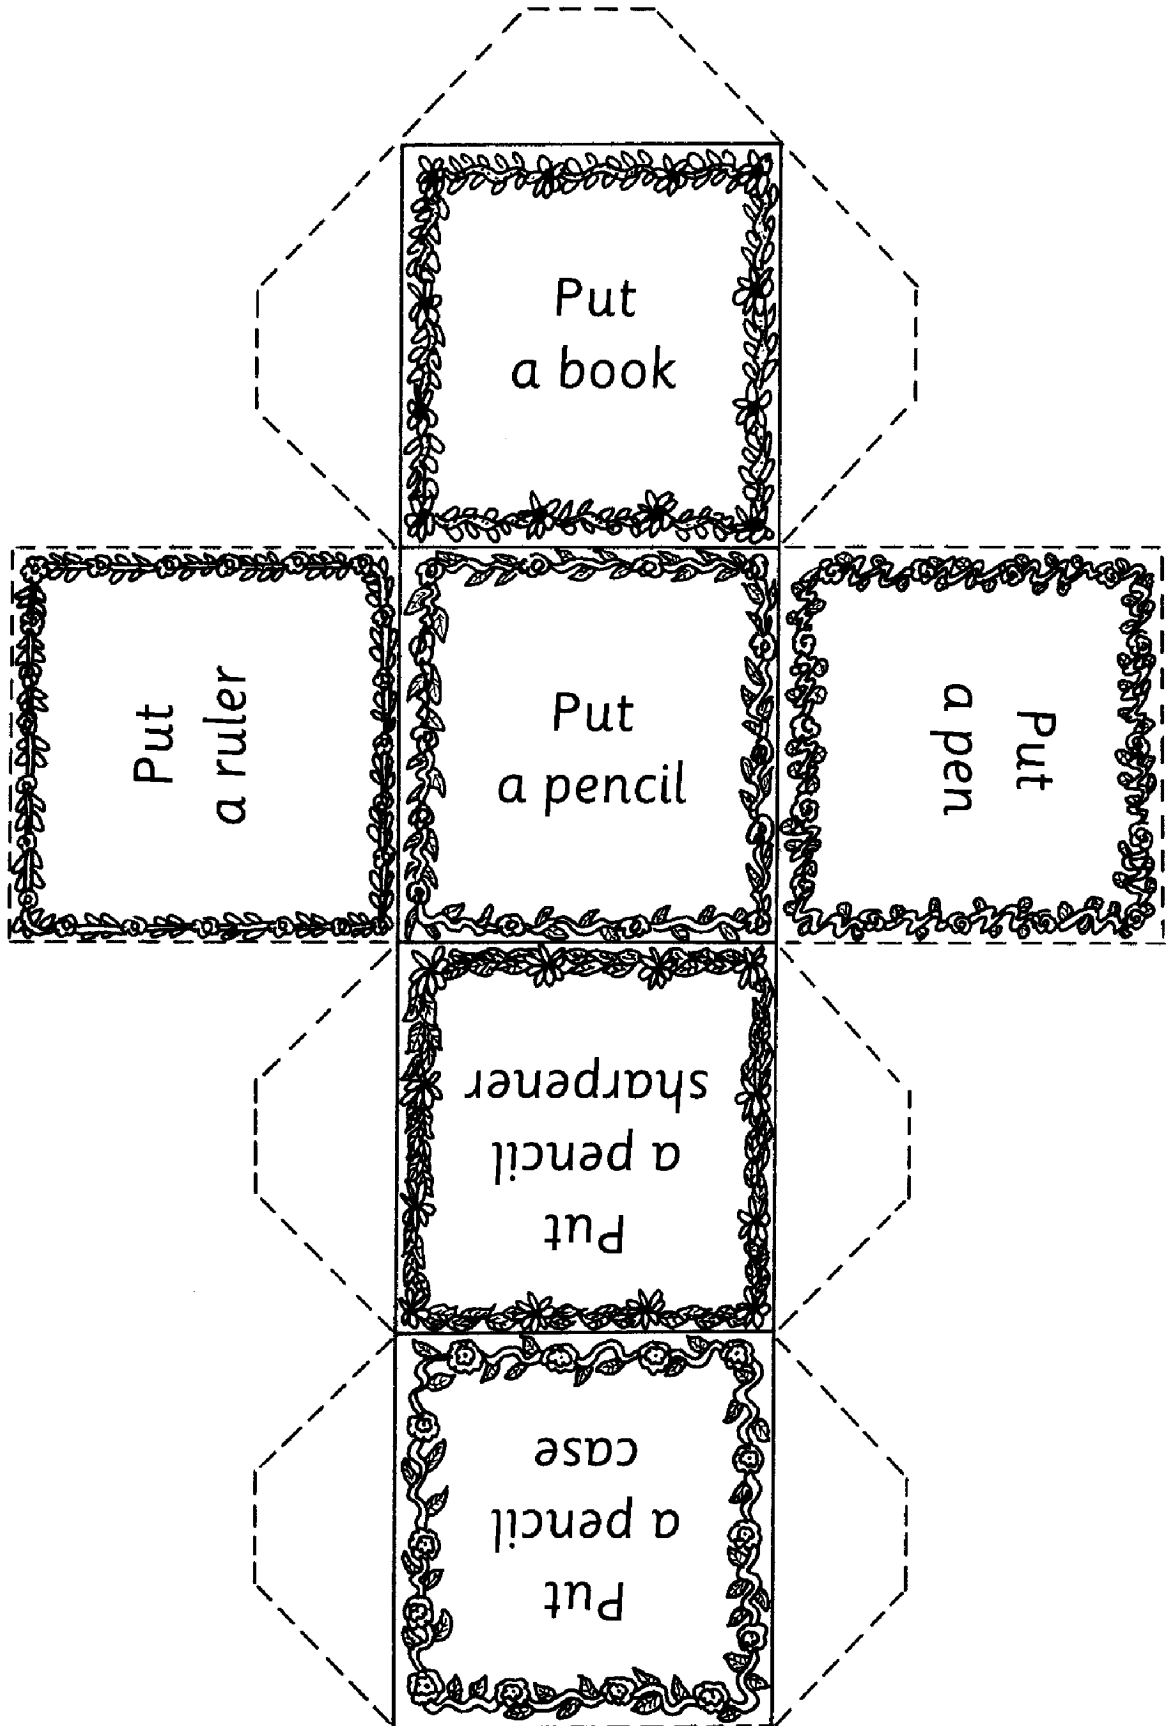 Put
a book
Put
a ruler
Put
a pencil
Put
a pen
Put
a pencil
sharpener
Put
a pencil
case